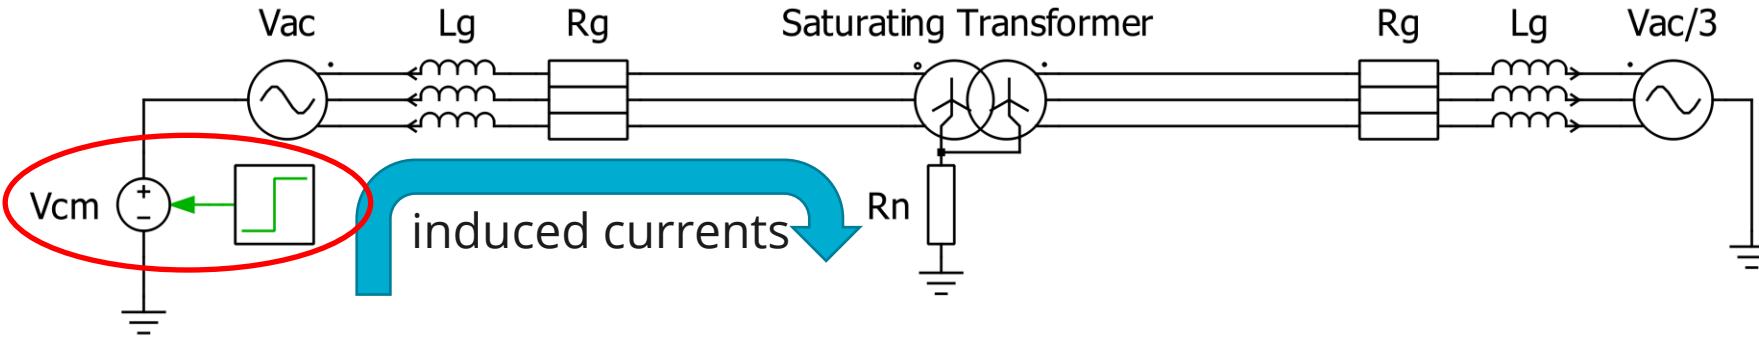 Vac Lg Rg Saturating Transformer Rg Lg Vac/3
Vcm
Rn
induced currents